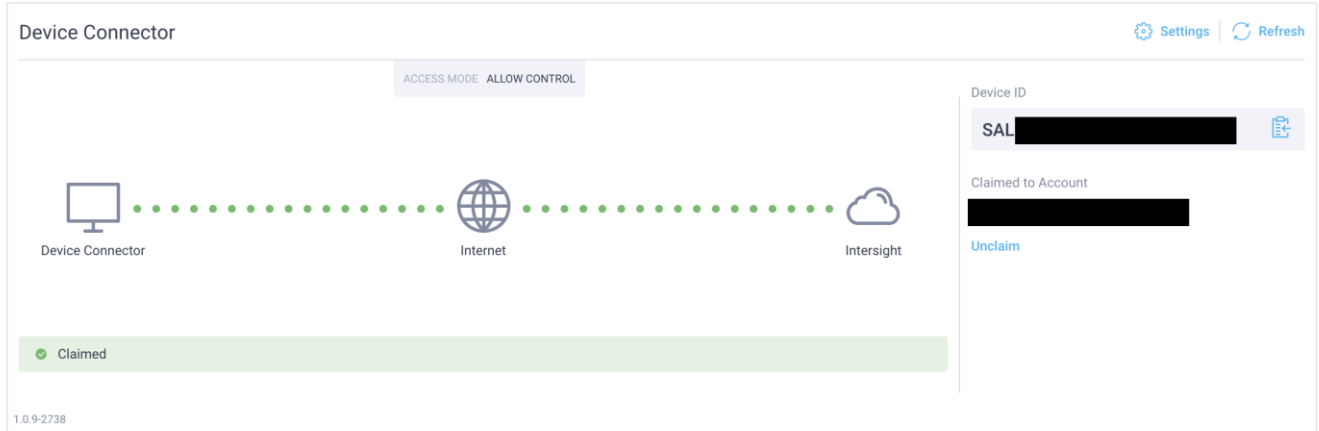 Device Connector
Settings
Refresh
ACCESS MODE ALLOW CONTROL
Device Connector
Internet
Intersight
Claimed
1.0.9-2738
Device ID
SAL
Claimed to Account
Unclaim